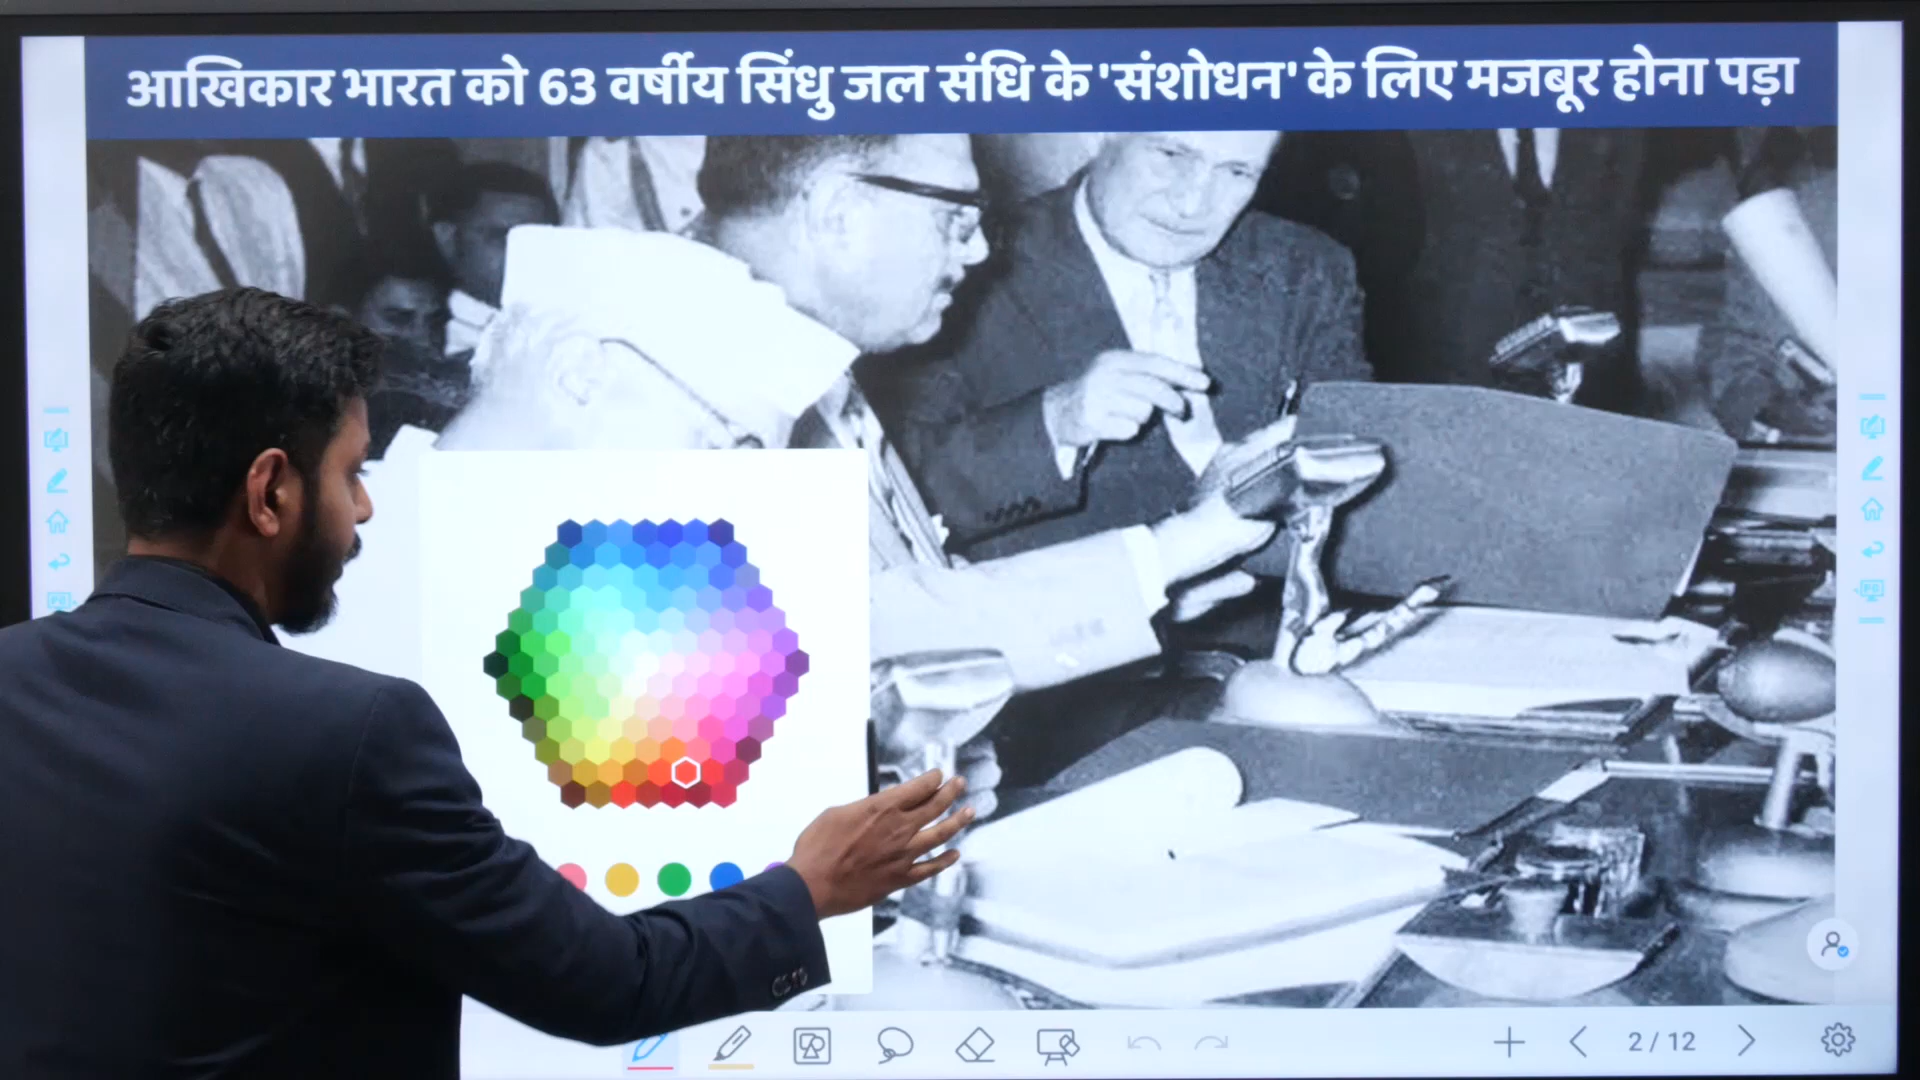 आखिकार भारत को 63 वर्षीय सिंधु जल संधि के 'संशोधन' के लिए मजबूर होना पड़ा
2 / 12